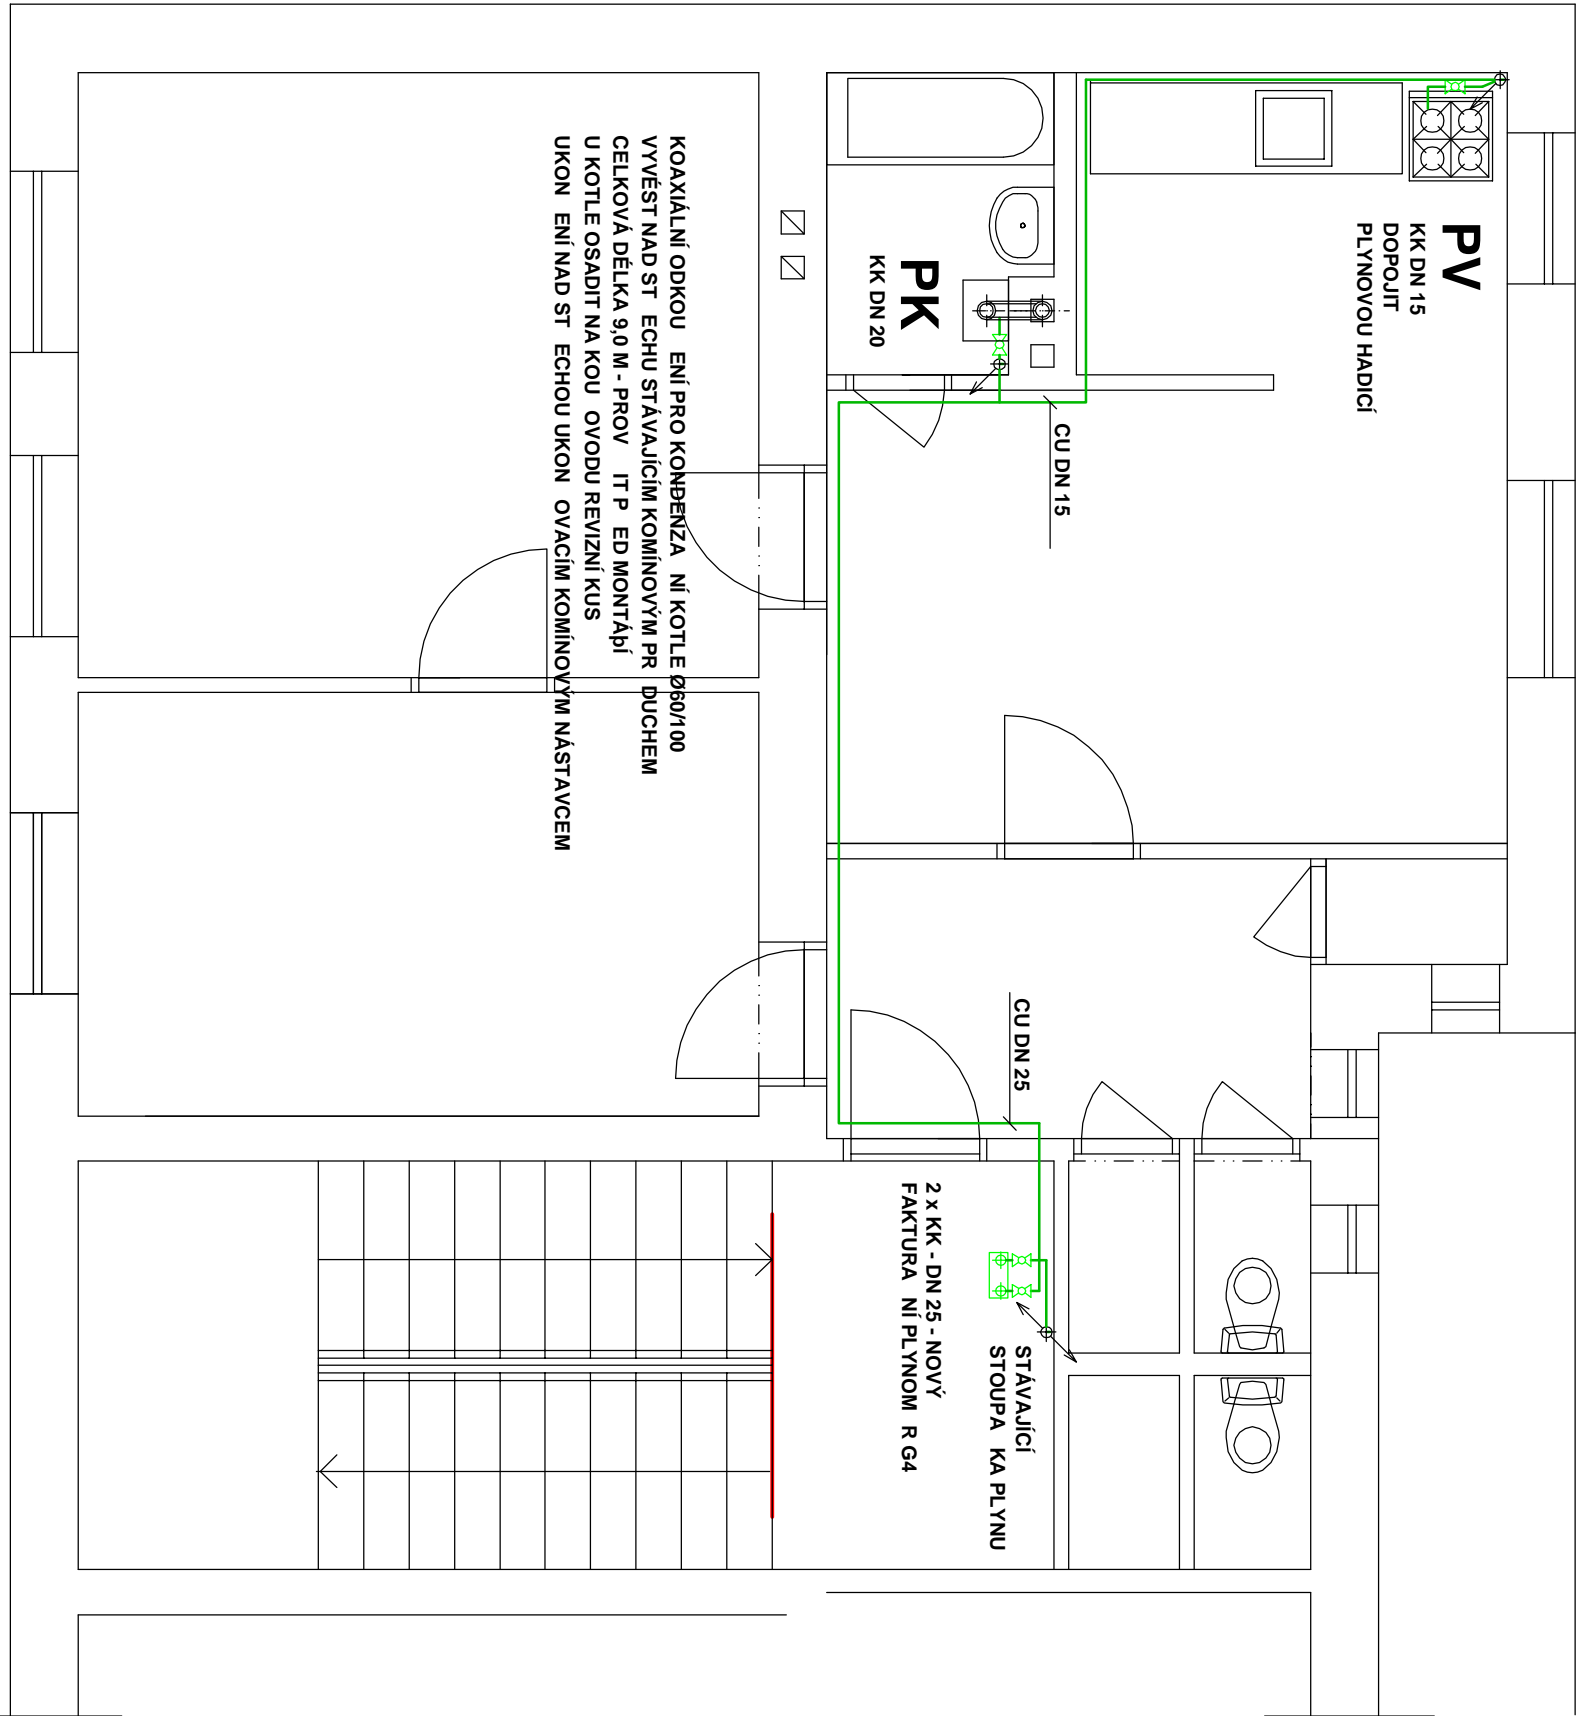 PV
KK DN 15
DOPOJIT
PLYNOVOU HADICÍ
PK
KK DN 20
CU DN 15
KOAXIÁLNÍ ODKOU ENÍ PRO KONDENZA NÍ KOTLE Ø60/100
VYVÉST NAD ST ECHU STÁVAJÍCÍM KOMÍNOVÝM PR DUCHEM
CELKOVÁ DÉLKA 9,0 M - PROV IT P ED MONTÁþÍ
U KOTLE OSADIT NA KOU OVODU REVIZNÍ KUS
UKON ENÍ NAD ST ECHOU UKON OVACÍM KOMÍNOVÝM NÁSTAVCEM
CU DN 25
STÁVAJÍCÍ
STOUPA KA PLYNU
2 x KK - DN 25 - NOVÝ
FAKTURA NÍ PLYNOM R G4